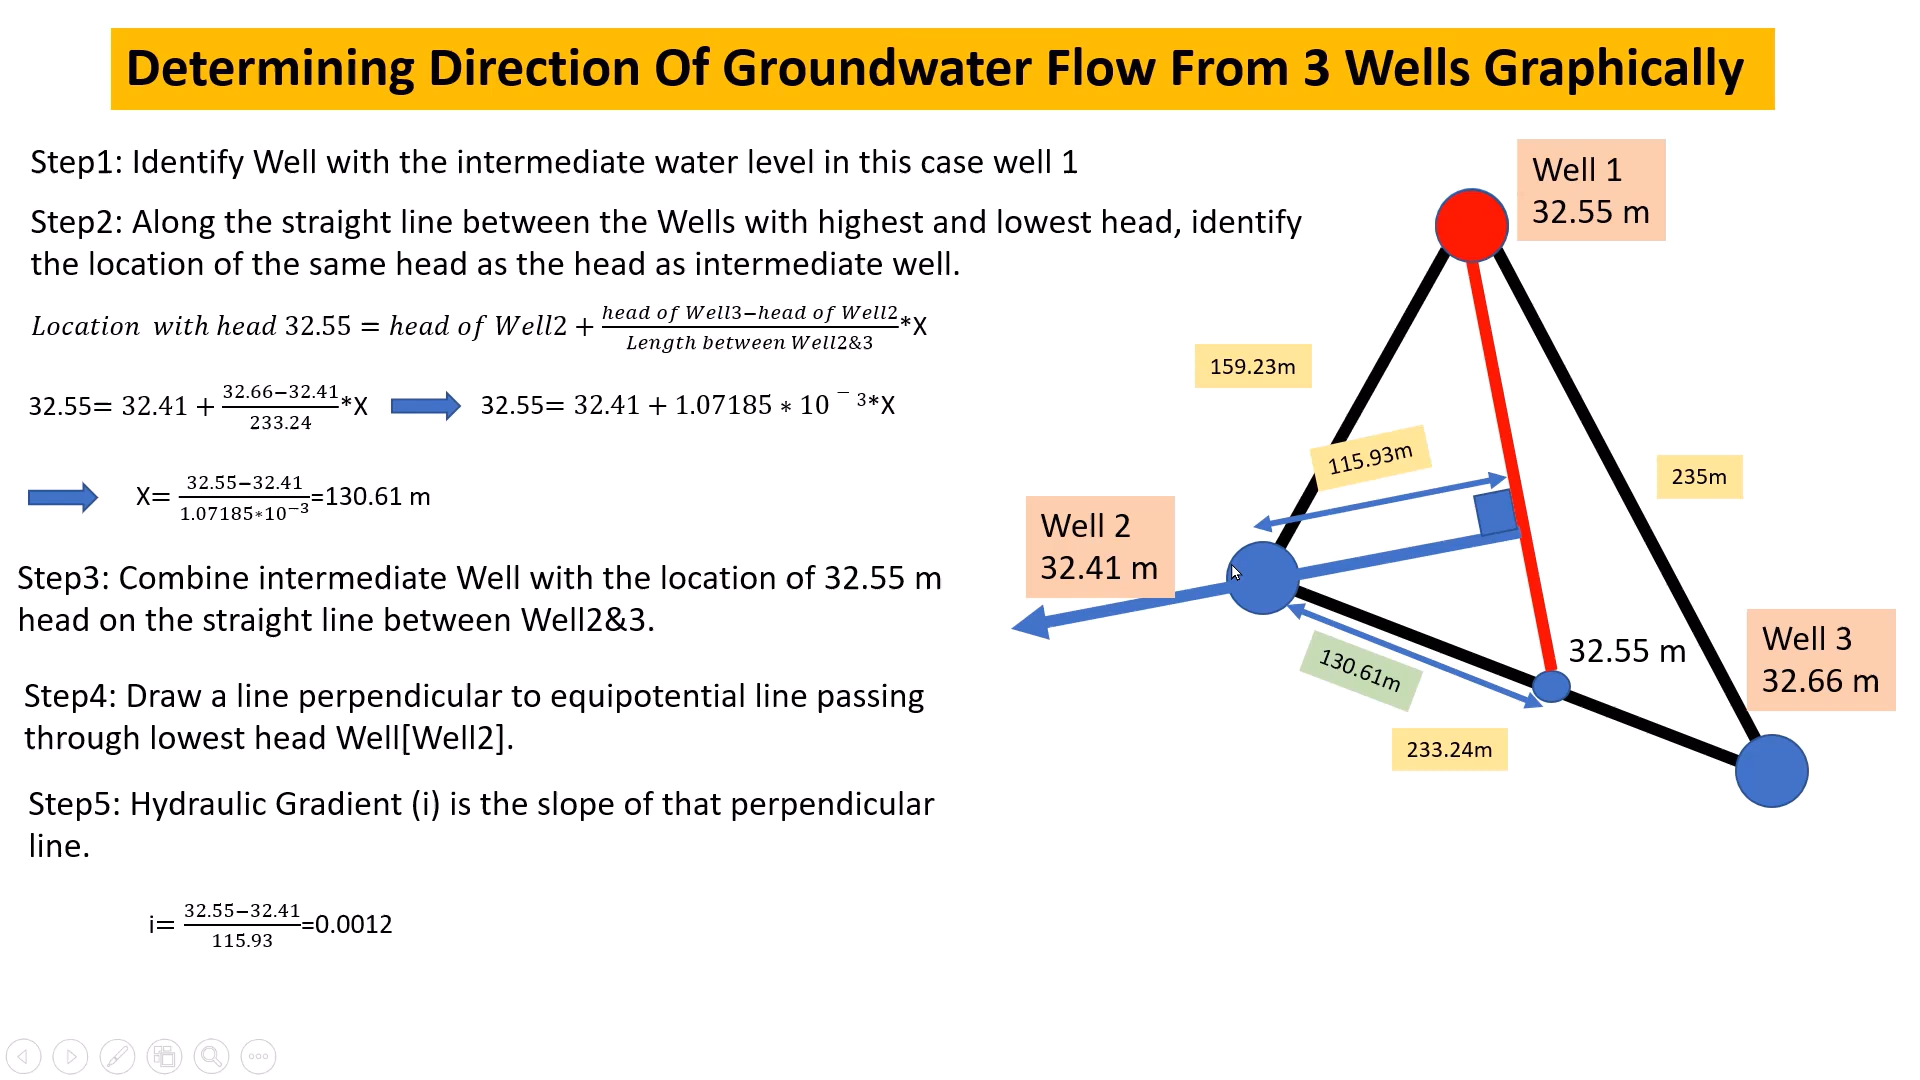 Determining Direction Of Groundwater Flow From 3 Wells Graphically
Step1: Identify Well with the intermediate water level in this case well 1
Step2: Along the straight line between the Wells with highest and lowest head, identify
the location of the same head as the head as intermediate well.
Location with head 32.55 = head of Well2 + (head of Well3−head of Well2)/(Length between Well2&3) *X
32.55= 32.41 + (32.66−32.41)/233.24 *X
32.55= 32.41 + 1.07185 ∗ 10 ⁻ ³*X
X= (32.55−32.41)/(1.07185∗10⁻³) =130.61 m
Step3: Combine intermediate Well with the location of 32.55 m
head on the straight line between Well2&3.
Step4: Draw a line perpendicular to equipotential line passing
through lowest head Well[Well2].
Step5: Hydraulic Gradient (i) is the slope of that perpendicular
line.
i= (32.55−32.41)/115.93 =0.0012
Well 1
32.55 m
159.23m
115.93m
235m
Well 2
32.41 m
32.55 m
Well 3
32.66 m
130.61m
233.24m